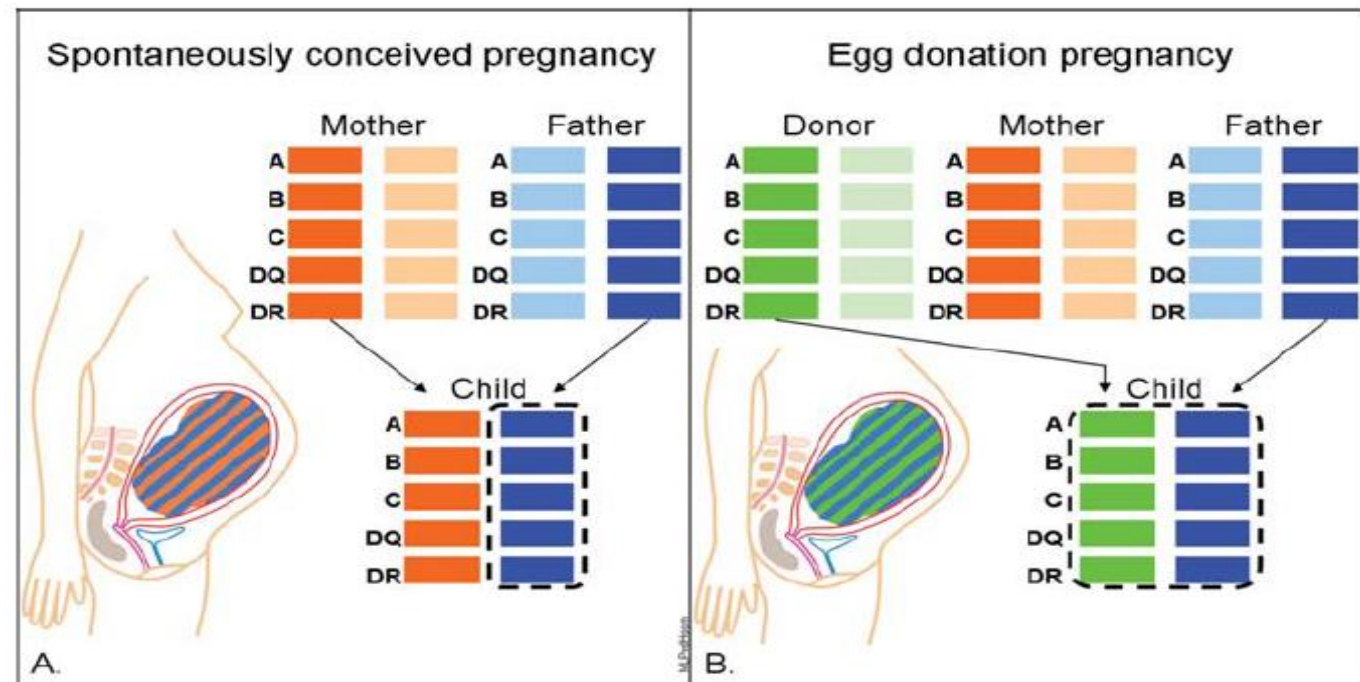 Spontaneously conceived pregnancy
Mother Father
A A
B B
C C
DQ DQ
DR DR
Child
A
B
C
DQ
DR
A.
Egg donation pregnancy
Donor Mother Father
A A A
B B B
C C C
DQ DQ DQ
DR DR DR
Child
A
B
C
DQ
DR
B.